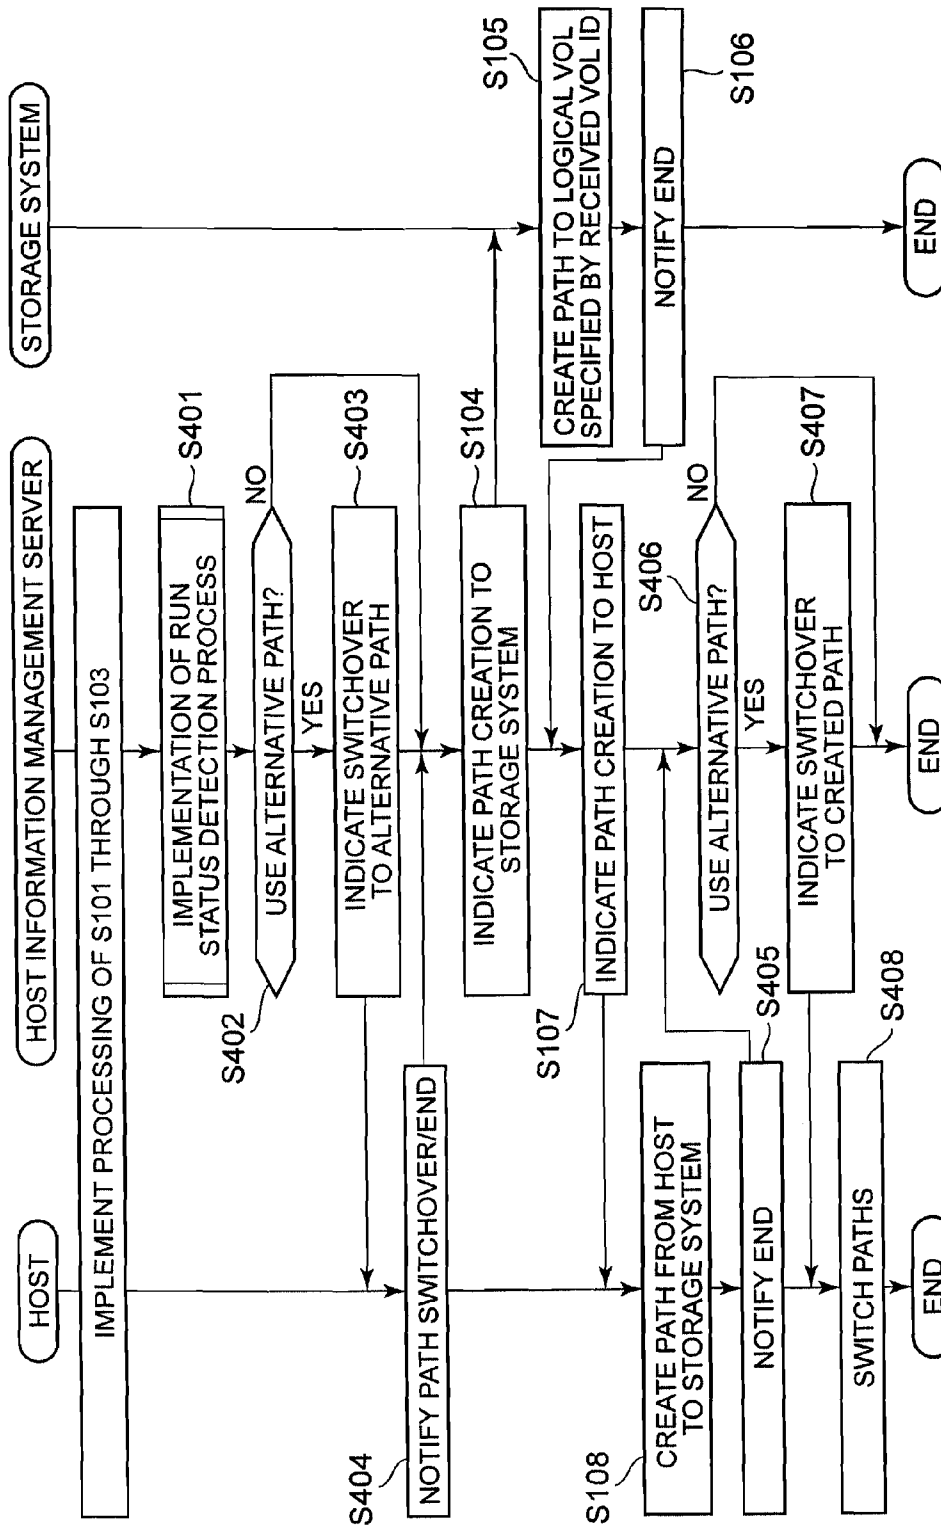 HOST
HOST INFORMATION MANAGEMENT SERVER
STORAGE SYSTEM
IMPLEMENT PROCESSING OF S101 THROUGH S103
S401
IMPLEMENTATION OF RUN
STATUS DETECTION PROCESS
S402
USE ALTERNATIVE PATH?
NO
YES
S403
INDICATE SWITCHOVER
TO ALTERNATIVE PATH
S404
NOTIFY PATH SWITCHOVER/END
S104
INDICATE PATH CREATION TO
STORAGE SYSTEM
S105
CREATE PATH TO LOGICAL VOL
SPECIFIED BY RECEIVED VOL ID
S106
NOTIFY END
S107
INDICATE PATH CREATION TO HOST
S108
CREATE PATH FROM HOST
TO STORAGE SYSTEM
S405
NOTIFY END
S406
USE ALTERNATIVE PATH?
NO
YES
S407
INDICATE SWITCHOVER
TO CREATED PATH
S408
SWITCH PATHS
END
END
END